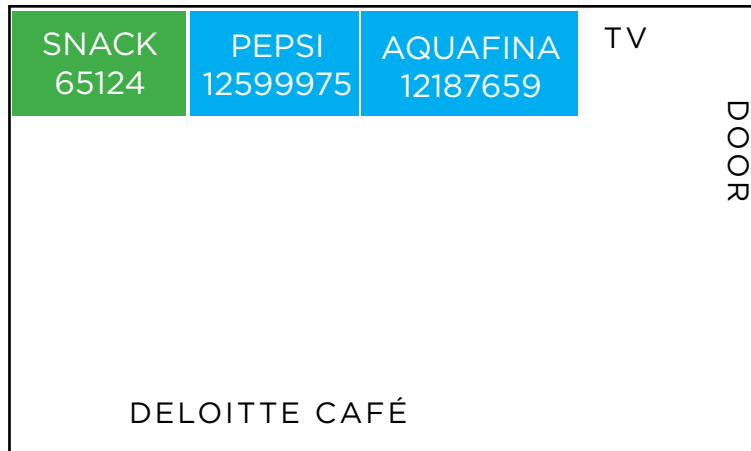 SNACK
65124
PEPSI
12599975
AQUAFINA
12187659
TV
DOOR
DELOITTE CAFÉ